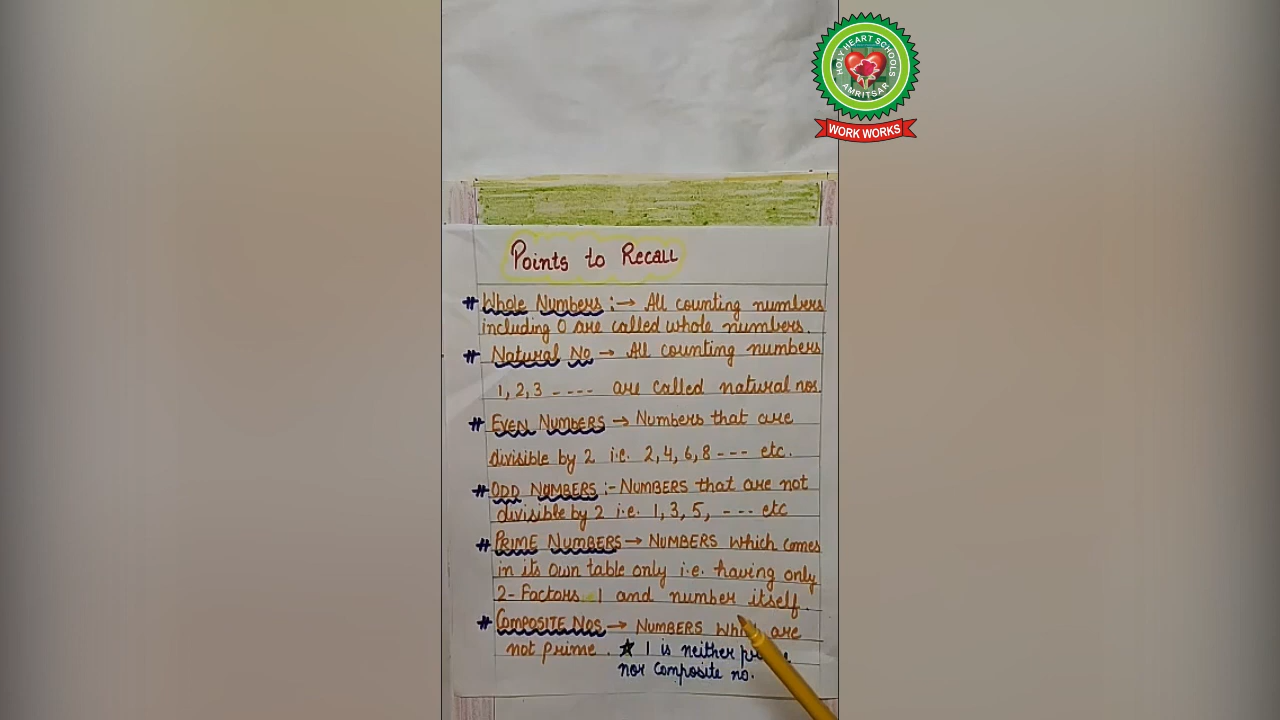 HOLY HEART SCHOOLS
AMRITSAR
WORK WORKS
Points to Recall
# Whole Numbers :→ All counting numbers
including 0 are called whole numbers.
# Natural No → All counting numbers
1, 2, 3 ---- are called natural nos
# EVEN NUMBERS → Numbers that are
divisible by 2 i.e. 2, 4, 6, 8 --- etc.
# ODD NUMBERS :- NUMBERS that are not
divisible by 2 i.e. 1, 3, 5, --- etc
# PRIME NUMBERS → NUMBERS which comes
in its own table only i.e. having only
2- Factors 1 and number itself.
# COMPOSITE NOS → NUMBERS which are
not prime. ★ 1 is neither prime
nor composite no.